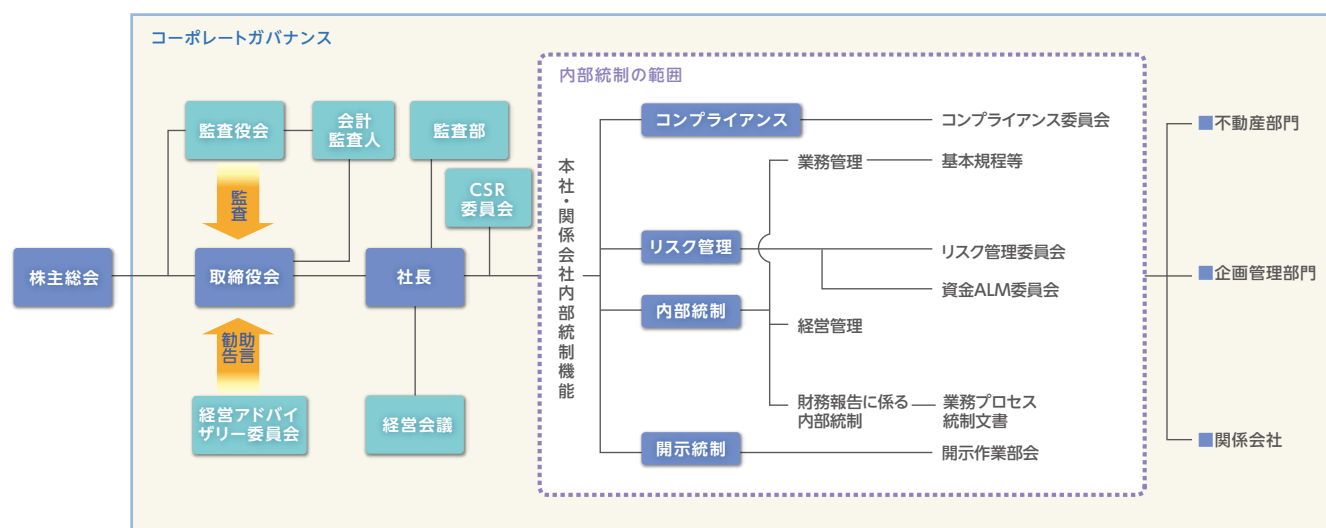 コーポレートガバナンス
内部統制の範囲
監査役会
会計
監査人
監査部
CSR
委員会
監査
株主総会
取締役会
社長
勧告
助言
経営アドバイ
ザリー委員会
経営会議
本社・関係会社内部統制機能
コンプライアンス
コンプライアンス委員会
業務管理
基本規程等
リスク管理
リスク管理委員会
資金ALM委員会
内部統制
経営管理
財務報告に係る
内部統制
業務プロセス
統制文書
開示統制
開示作業部会
■不動産部門
■企画管理部門
■関係会社